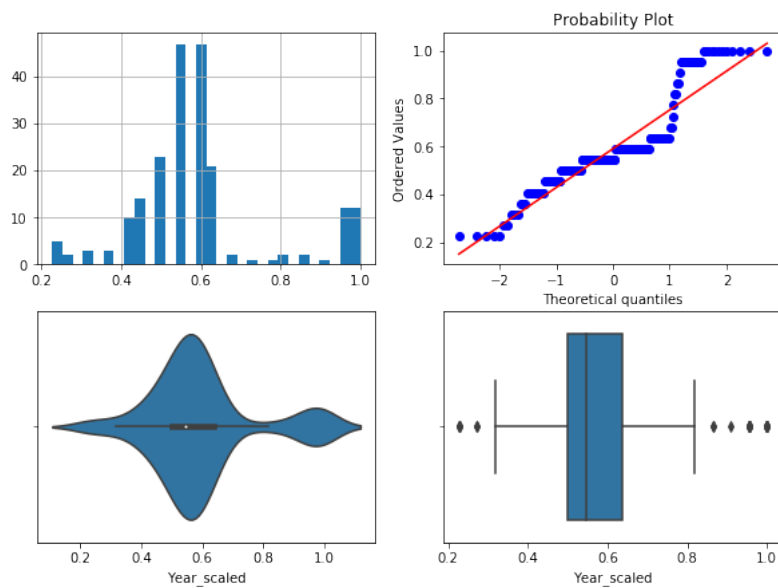 Probability Plot
40
30
20
10
0
0.2 0.4 0.6 0.8 1.0
Ordered Values
1.0
0.8
0.6
0.4
0.2
−2 −1 0 1 2
Theoretical quantiles
0.2 0.4 0.6 0.8 1.0
Year_scaled
0.2 0.4 0.6 0.8 1.0
Year_scaled